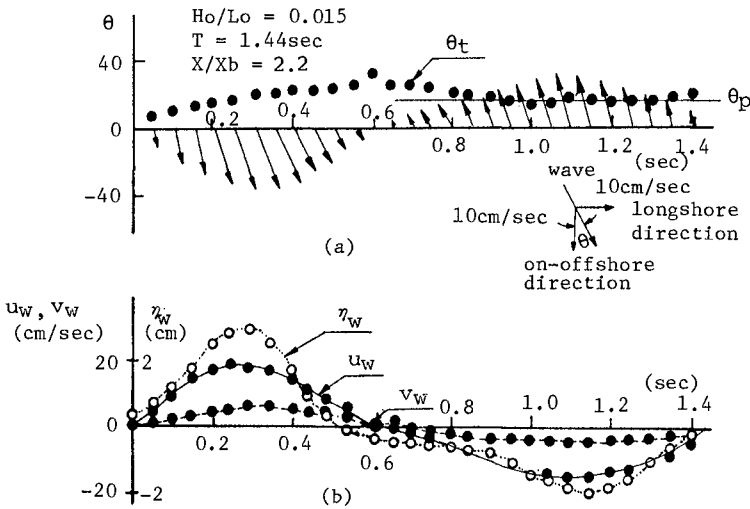 θ
Ho/Lo = 0.015
T = 1.44sec
X/Xb = 2.2
θt
40
0.2
0.4
0.6
θp
0
0.8
1.0
1.2
1.4
(sec)
-40
wave
10cm/sec
10cm/sec
longshore
direction
θ
on-offshore
direction
(a)
uw, vw
(cm/sec)
ηw
(cm)
ηw
uw
vw
(sec)
20
2
0
0.2
0.4
0.6
0.8
1.0
1.2
1.4
-20
-2
(b)